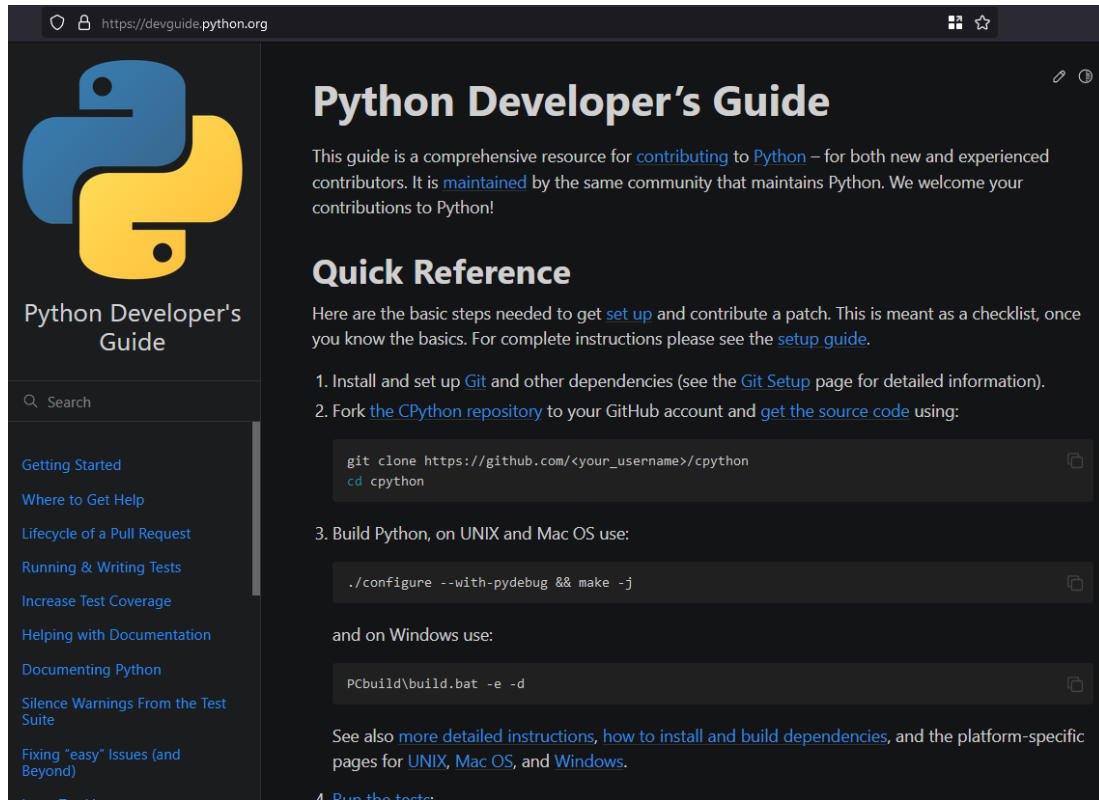 https://devguide.python.org
Python Developer's
Guide
Search
Getting Started
Where to Get Help
Lifecycle of a Pull Request
Running & Writing Tests
Increase Test Coverage
Helping with Documentation
Documenting Python
Silence Warnings From the Test
Suite
Fixing “easy” Issues (and
Beyond)
Python Developer’s Guide
This guide is a comprehensive resource for contributing to Python – for both new and experienced
contributors. It is maintained by the same community that maintains Python. We welcome your
contributions to Python!
Quick Reference
Here are the basic steps needed to get set up and contribute a patch. This is meant as a checklist, once
you know the basics. For complete instructions please see the setup guide.
1. Install and set up Git and other dependencies (see the Git Setup page for detailed information).
2. Fork the CPython repository to your GitHub account and get the source code using:
git clone https://github.com/<your_username>/cpython
cd cpython
3. Build Python, on UNIX and Mac OS use:
./configure --with-pydebug && make -j
and on Windows use:
PCbuild\build.bat -e -d
See also more detailed instructions, how to install and build dependencies, and the platform-specific
pages for UNIX, Mac OS, and Windows.
4. Run the tests: